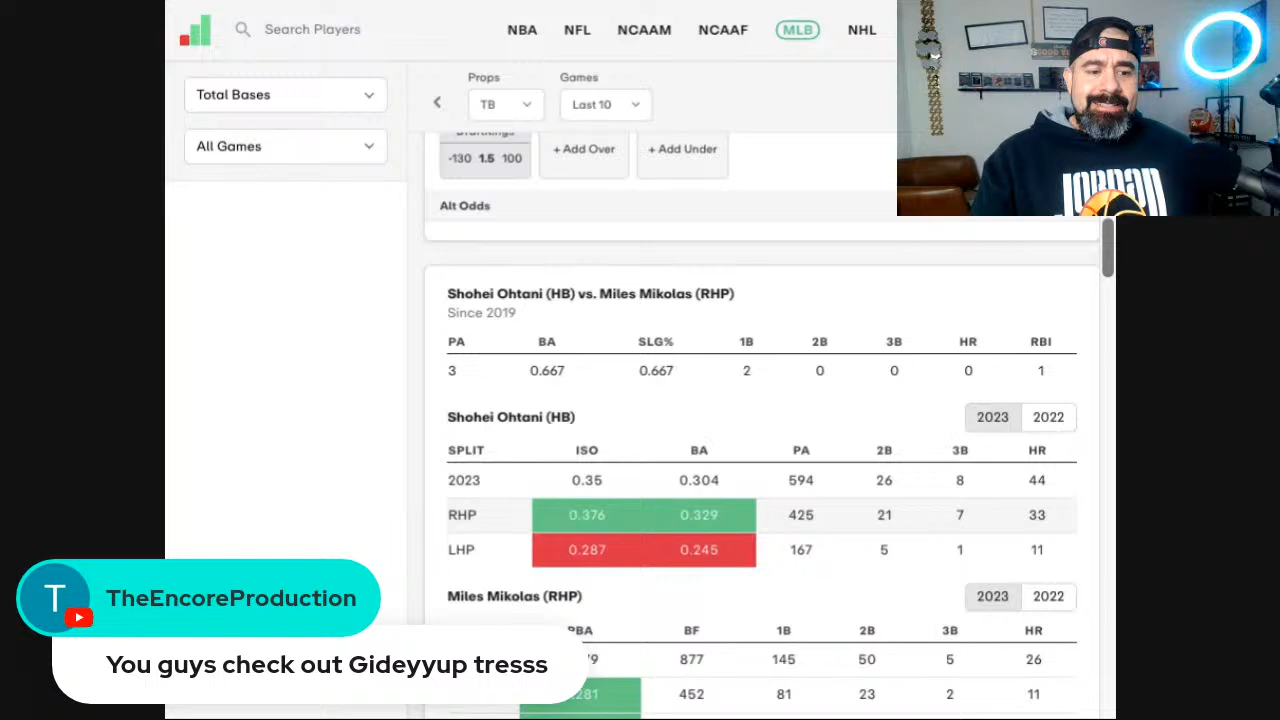 Search Players
NBA NFL NCAAM NCAAF MLB NHL
Total Bases
All Games
Props Games
TB Last 10
-130 1.5 100
+ Add Over + Add Under
Alt Odds
Shohei Ohtani (HB) vs. Miles Mikolas (RHP)
Since 2019
PA BA SLG% 1B 2B 3B HR RBI
3 0.667 0.667 2 0 0 0 1
Shohei Ohtani (HB) 2023 2022
SPLIT ISO BA PA 2B 3B HR
2023 0.35 0.304 594 26 8 44
RHP 0.376 0.329 425 21 7 33
LHP 0.287 0.245 167 5 1 11
Miles Mikolas (RHP) 2023 2022
BF 1B 2B 3B HR
877 145 50 5 26
452 81 23 2 11
T TheEncoreProduction
You guys check out Gideyyup tresss
JORDAN